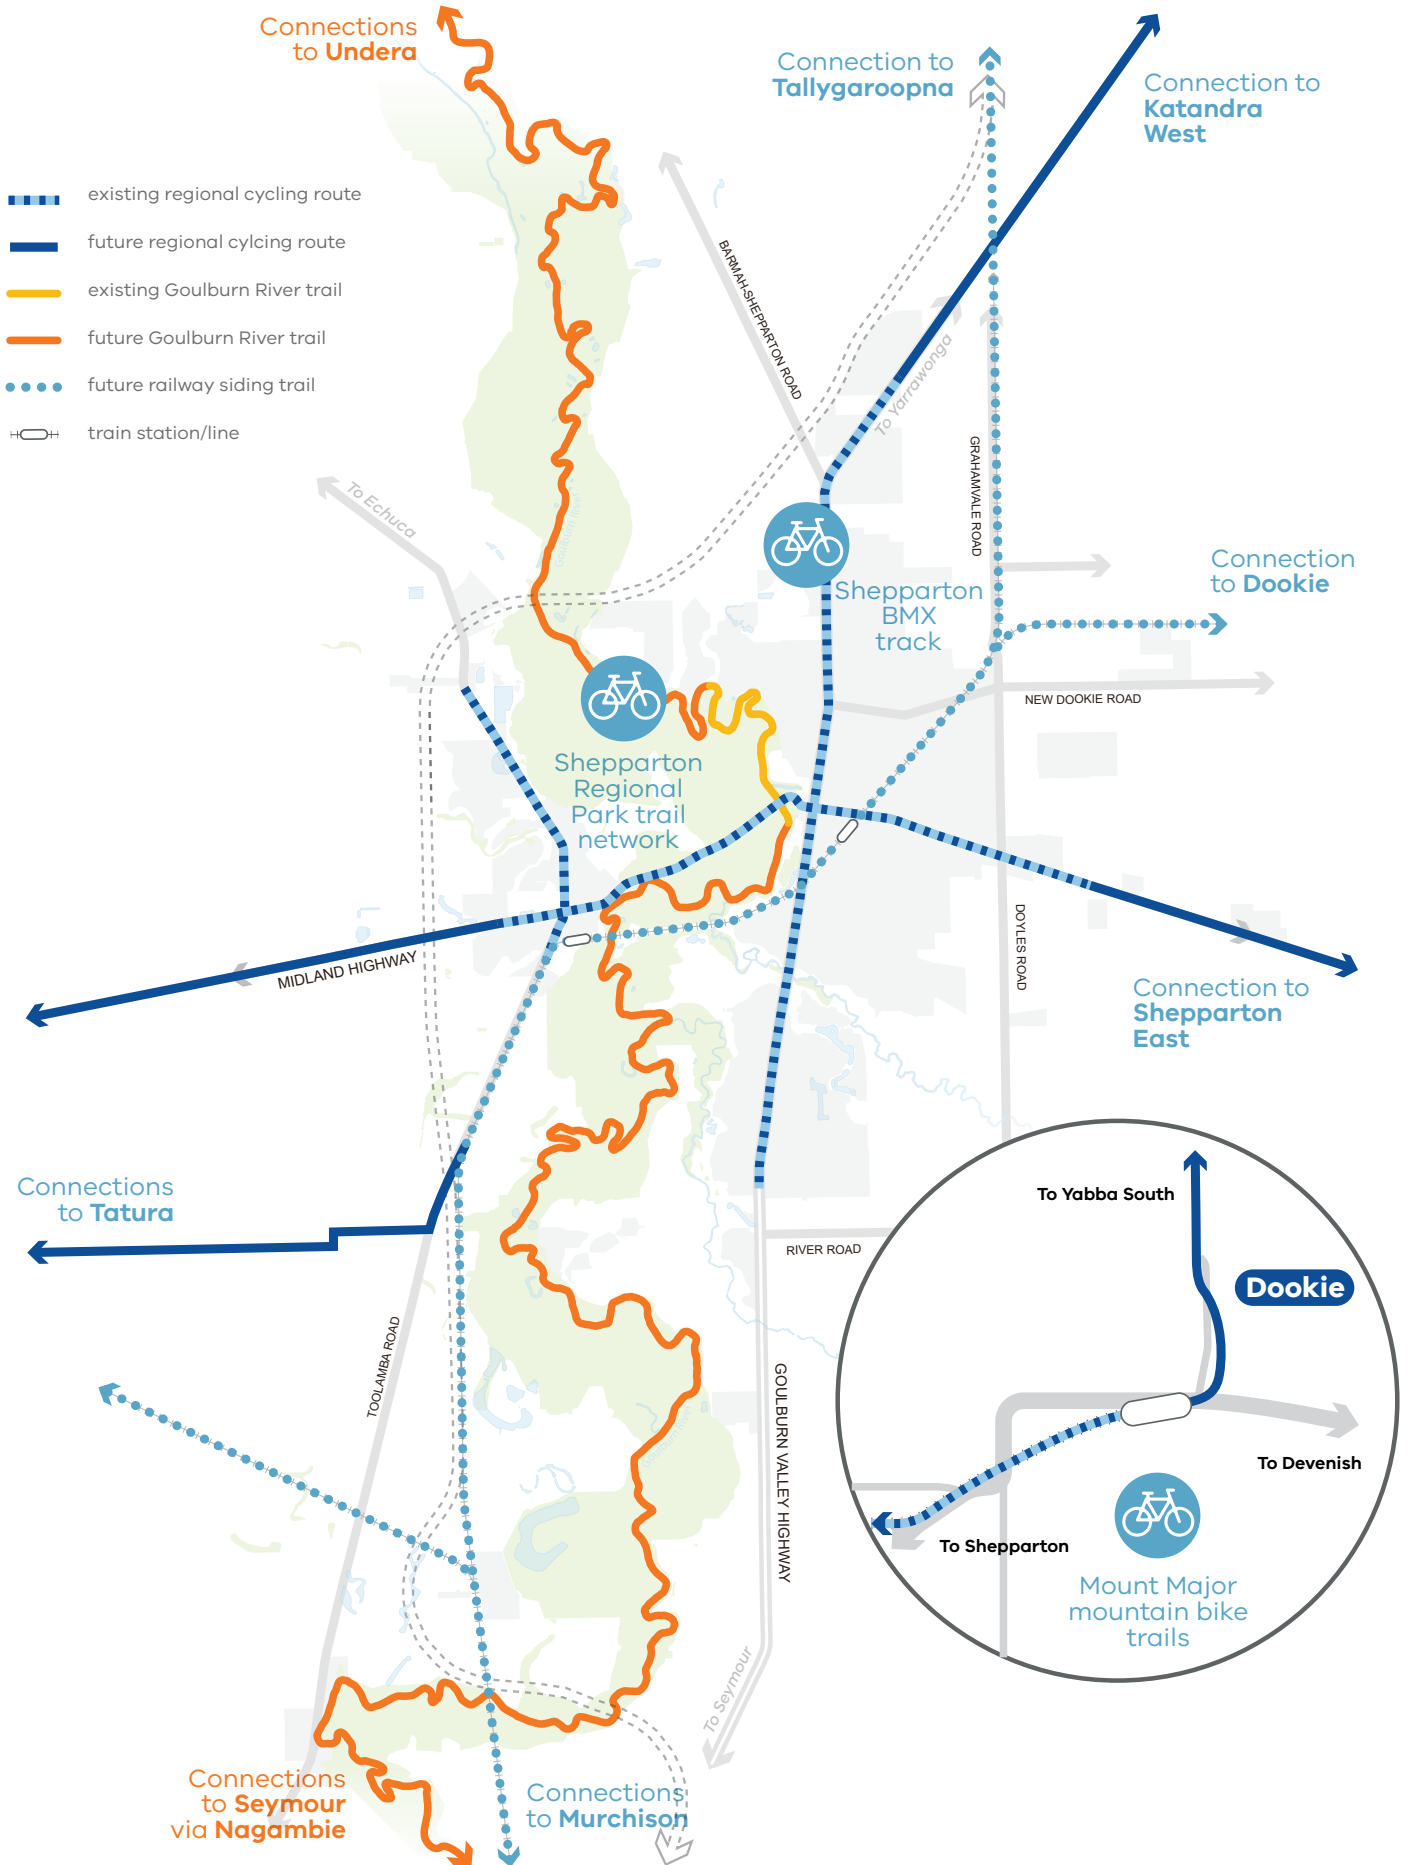 Connections
to Undera
Connection to
Tallygaroopna
Connection to
Katandra
West
existing regional cycling route
future regional cylcing route
existing Goulburn River trail
future Goulburn River trail
future railway siding trail
train station/line
BARMAH-SHEPPARTON ROAD
To Yarrawonga
GRAHAMVALE ROAD
To Echuca
Goulburn River
Connection
to Dookie
Shepparton
BMX
track
NEW DOOKIE ROAD
Shepparton
Regional
Park trail
network
MIDLAND HIGHWAY
DOYLES ROAD
Connection to
Shepparton
East
Connections
to Tatura
RIVER ROAD
TOOLAMBA ROAD
GOULBURN VALLEY HIGHWAY
Goulburn River
To Yabba South
Dookie
To Devenish
To Shepparton
Mount Major
mountain bike
trails
To Seymour
Connections
to Seymour
via Nagambie
Connections
to Murchison